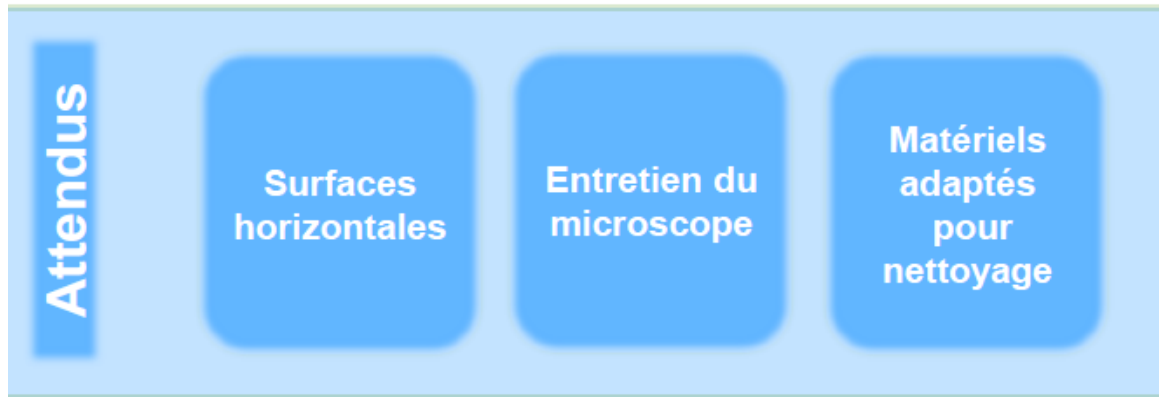 Attendus
Surfaces
horizontales
Entretien du
microscope
Matériels
adaptés
pour
nettoyage